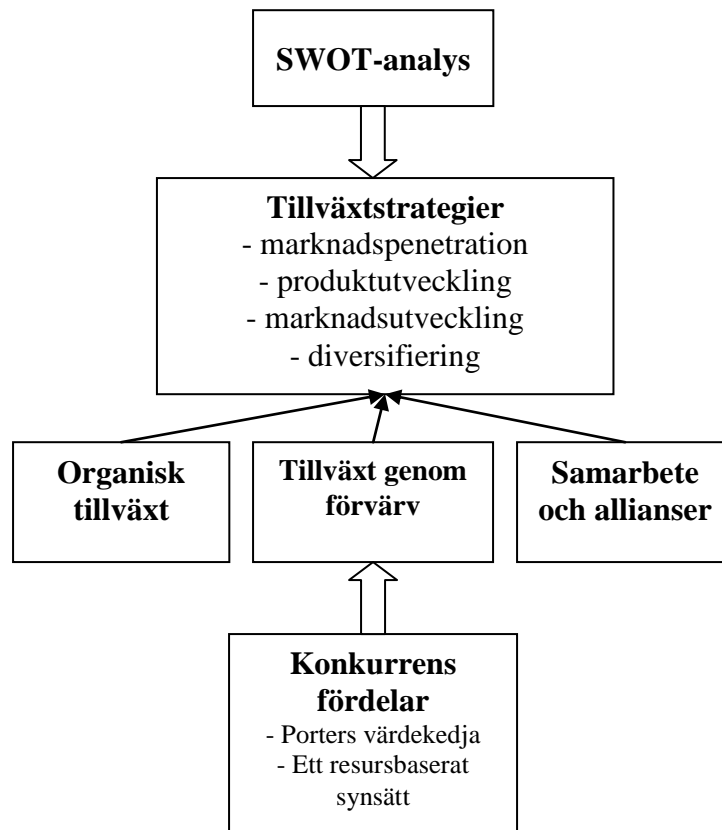 SWOT-analys
Tillväxtstrategier
- marknadspenetration
- produktutveckling
- marknadsutveckling
- diversifiering
Organisk
tillväxt
Tillväxt genom
förvärv
Samarbete
och allianser
Konkurrens
fördelar
- Porters värdekedja
- Ett resursbaserat
synsätt